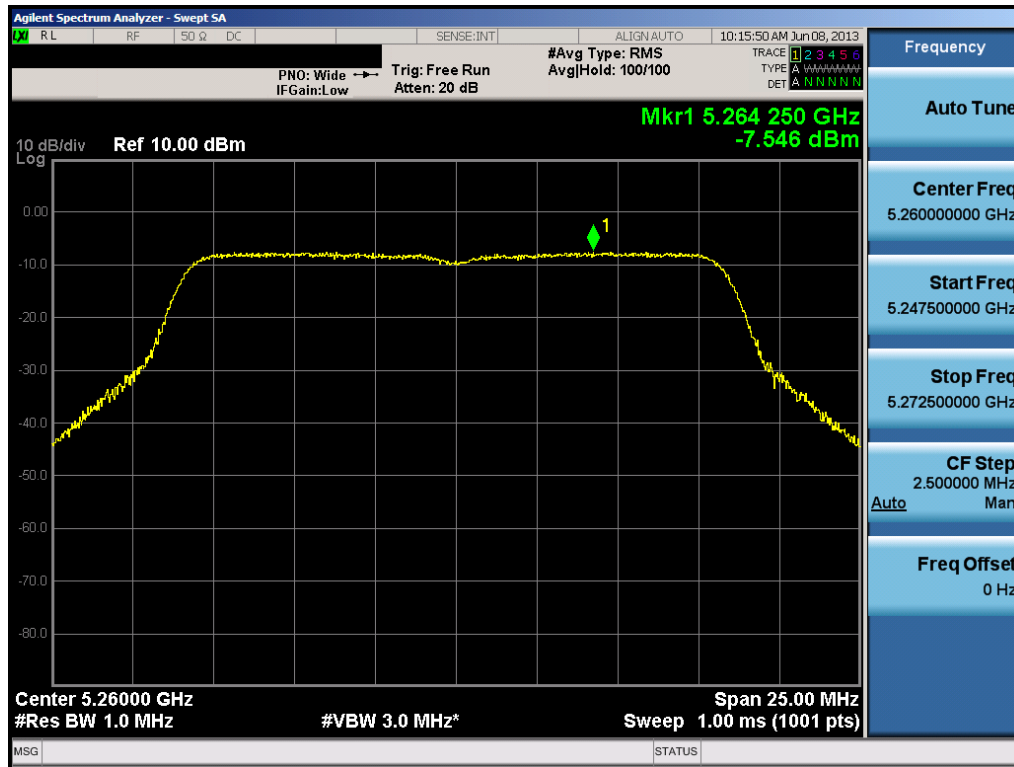 Agilent Spectrum Analyzer - Swept SA
LXI RL RF 50 Ω DC SENSE:INT ALIGN AUTO 10:15:50 AM Jun 08, 2013
PNO: Wide
IFGain:Low
Trig: Free Run
Atten: 20 dB
#Avg Type: RMS
Avg|Hold: 100/100
TRACE 1 2 3 4 5 6
TYPE A WWWWW
DET A N N N N N
Mkr1 5.264 250 GHz
-7.546 dBm
10 dB/div Ref 10.00 dBm
Log
0.00
-10.0
-20.0
-30.0
-40.0
-50.0
-60.0
-70.0
-80.0
1
Center 5.26000 GHz Span 25.00 MHz
#Res BW 1.0 MHz #VBW 3.0 MHz* Sweep 1.00 ms (1001 pts)
MSG STATUS
Frequency
Auto Tune
Center Freq
5.260000000 GHz
Start Freq
5.247500000 GHz
Stop Freq
5.272500000 GHz
CF Step
2.500000 MHz
Auto Man
Freq Offset
0 Hz